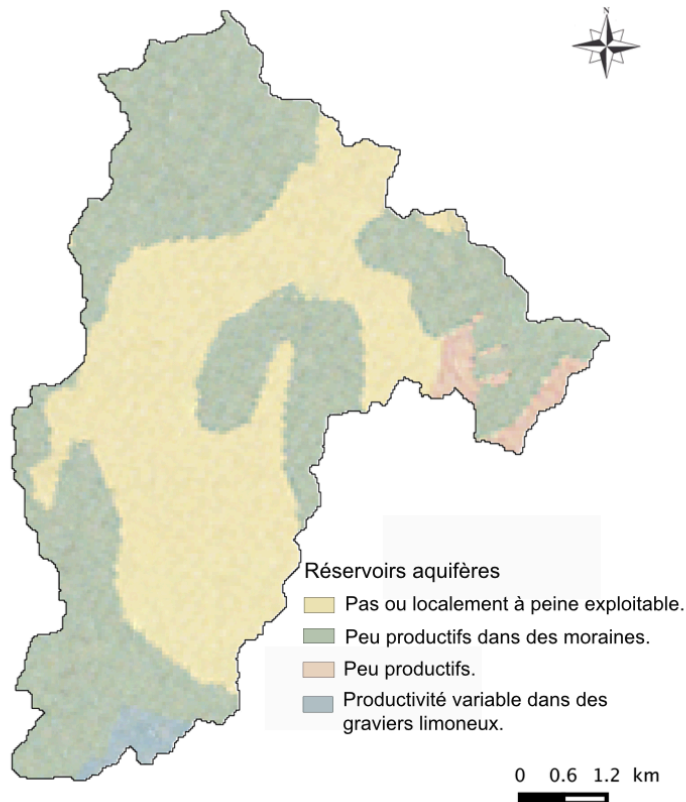 N
Réservoirs aquifères
Pas ou localement à peine exploitable.
Peu productifs dans des moraines.
Peu productifs.
Productivité variable dans des
graviers limoneux.
0 0.6 1.2 km